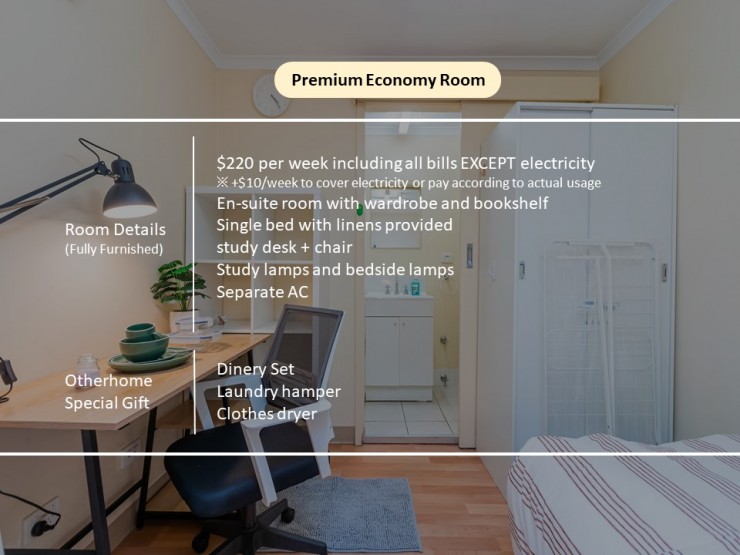 Premium Economy Room
$220 per week including all bills EXCEPT electricity
※ +$10/week to cover electricity or pay according to actual usage
En-suite room with wardrobe and bookshelf
Single bed with linens provided
study desk + chair
Study lamps and bedside lamps
Separate AC
Room Details
(Fully Furnished)
Dinery Set
Laundry hamper
Clothes dryer
Otherhome
Special Gift